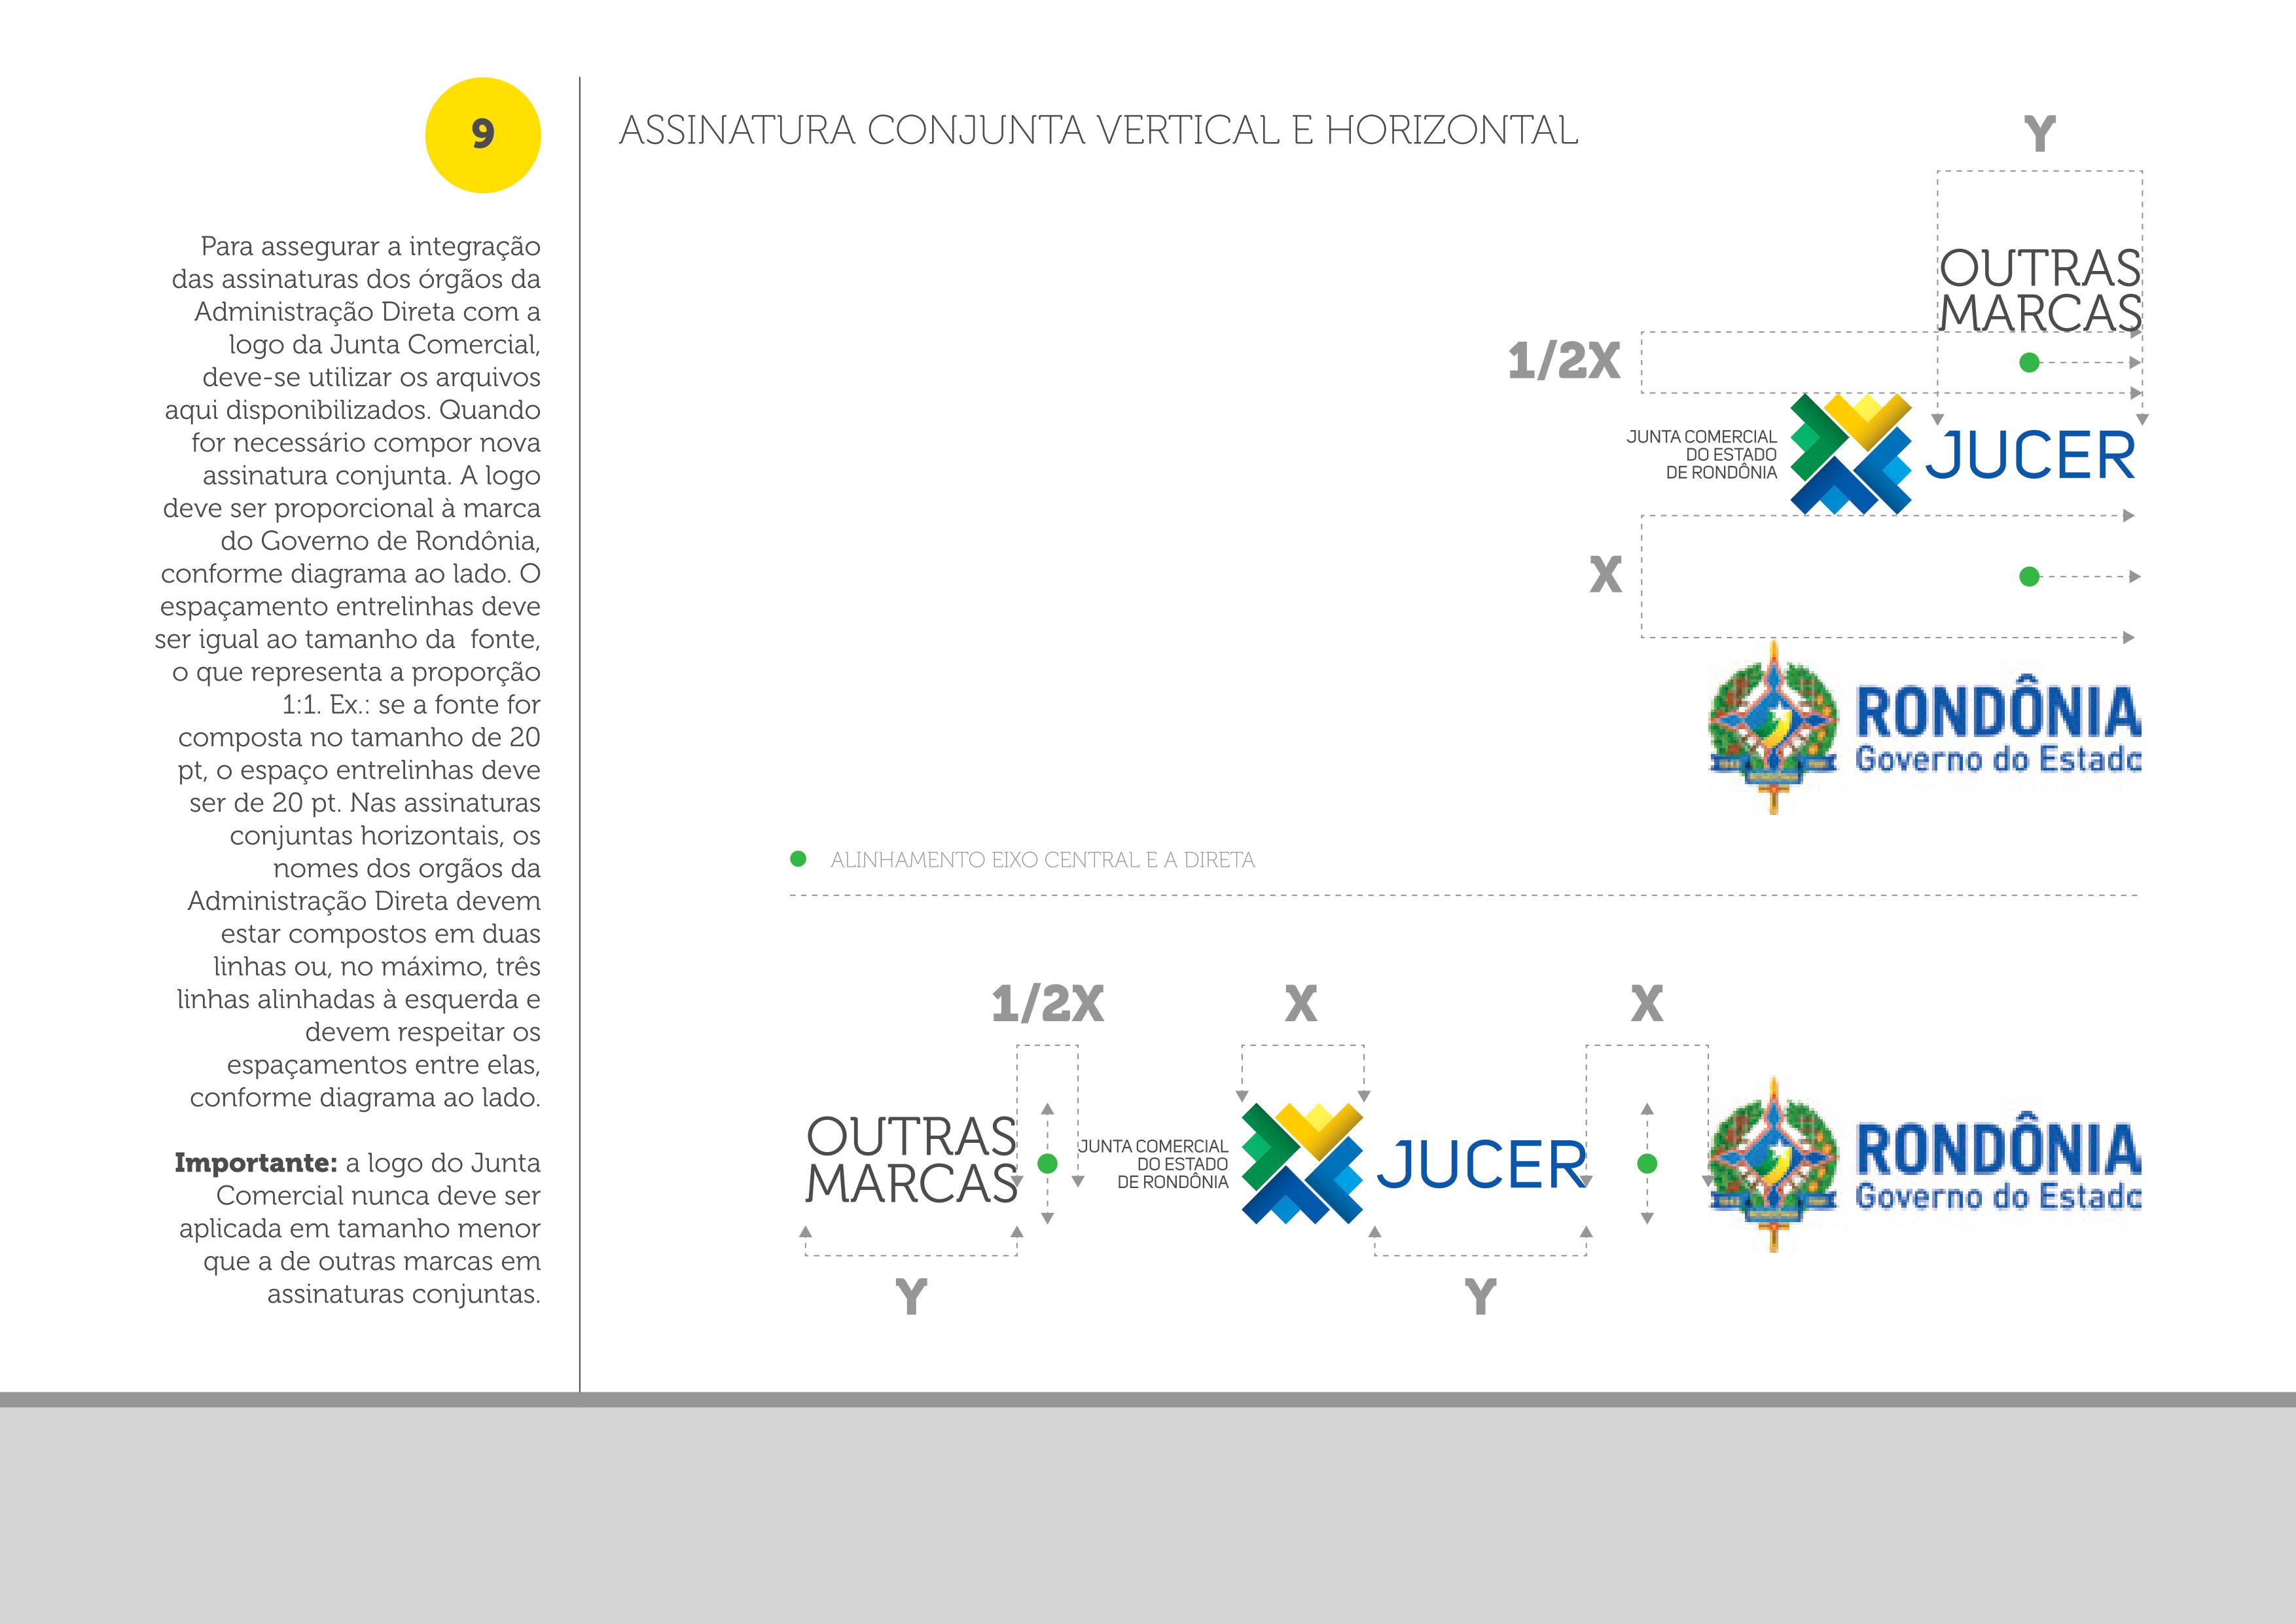 9
ASSINATURA CONJUNTA VERTICAL E HORIZONTAL
Para assegurar a integração
das assinaturas dos órgãos da
Administração Direta com a
logo da Junta Comercial,
deve-se utilizar os arquivos
aqui disponibilizados. Quando
for necessário compor nova
assinatura conjunta. A logo
deve ser proporcional à marca
do Governo de Rondônia,
conforme diagrama ao lado. O
espaçamento entrelinhas deve
ser igual ao tamanho da  fonte,
o que representa a proporção
1:1. Ex.: se a fonte for
composta no tamanho de 20
pt, o espaço entrelinhas deve
ser de 20 pt. Nas assinaturas
conjuntas horizontais, os
nomes dos orgãos da
Administração Direta devem
estar compostos em duas
linhas ou, no máximo, três
linhas alinhadas à esquerda e
devem respeitar os
espaçamentos entre elas,
conforme diagrama ao lado.
Importante: a logo do Junta
Comercial nunca deve ser
aplicada em tamanho menor
que a de outras marcas em
assinaturas conjuntas.
Y
OUTRAS
MARCAS
1/2X
JUNTA COMERCIAL
DO ESTADO
DE RONDÔNIA
JUCER
X
RONDÔNIA
Governo do Estado
ALINHAMENTO EIXO CENTRAL E A DIRETA
1/2X
X
X
OUTRAS
MARCAS
JUNTA COMERCIAL
DO ESTADO
DE RONDÔNIA
JUCER
RONDÔNIA
Governo do Estado
Y
Y